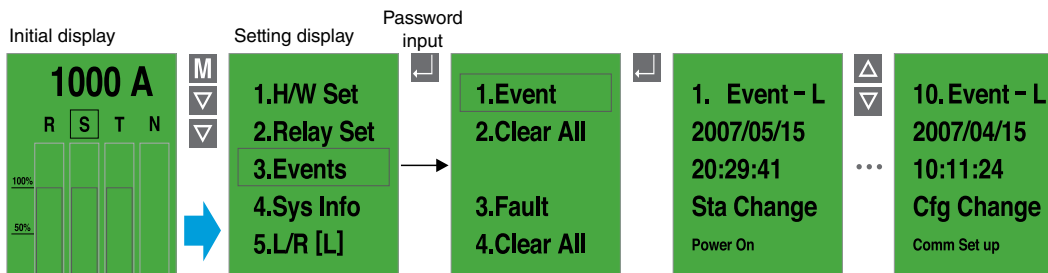 Initial display
1000 A
R S T N
100%
50%
M
Setting display
1.H/W Set
2.Relay Set
3.Events
4.Sys Info
5.L/R [L]
Password
input
1.Event
2.Clear All
3.Fault
4.Clear All
1. Event - L
2007/05/15
20:29:41
Sta Change
Power On
...
10. Event - L
2007/04/15
10:11:24
Cfg Change
Comm Set up